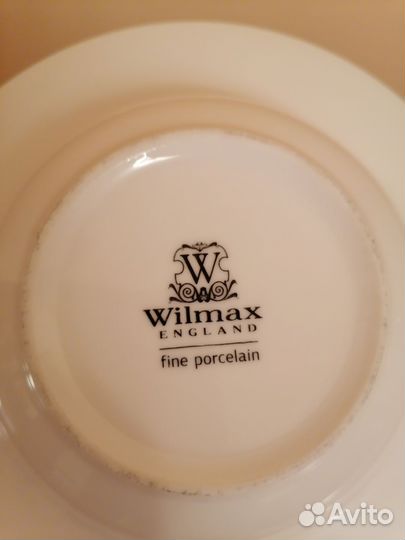 W
Wilmax
ENGLAND
fine porcelain
Avito